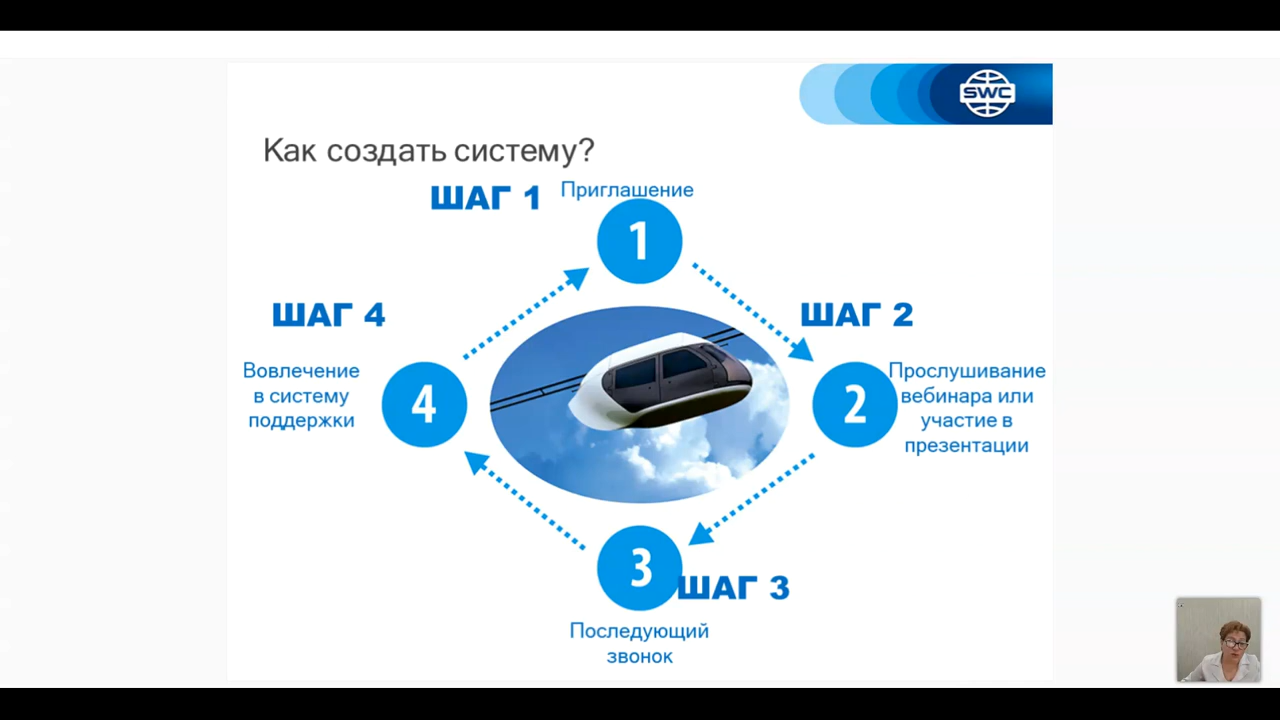 SWC
Как создать систему?
ШАГ 1
Приглашение
1
ШАГ 2
2
Прослушивание
вебинара или
участие в
презентации
3
ШАГ 3
Последующий
звонок
ШАГ 4
Вовлечение
в систему
поддержки
4